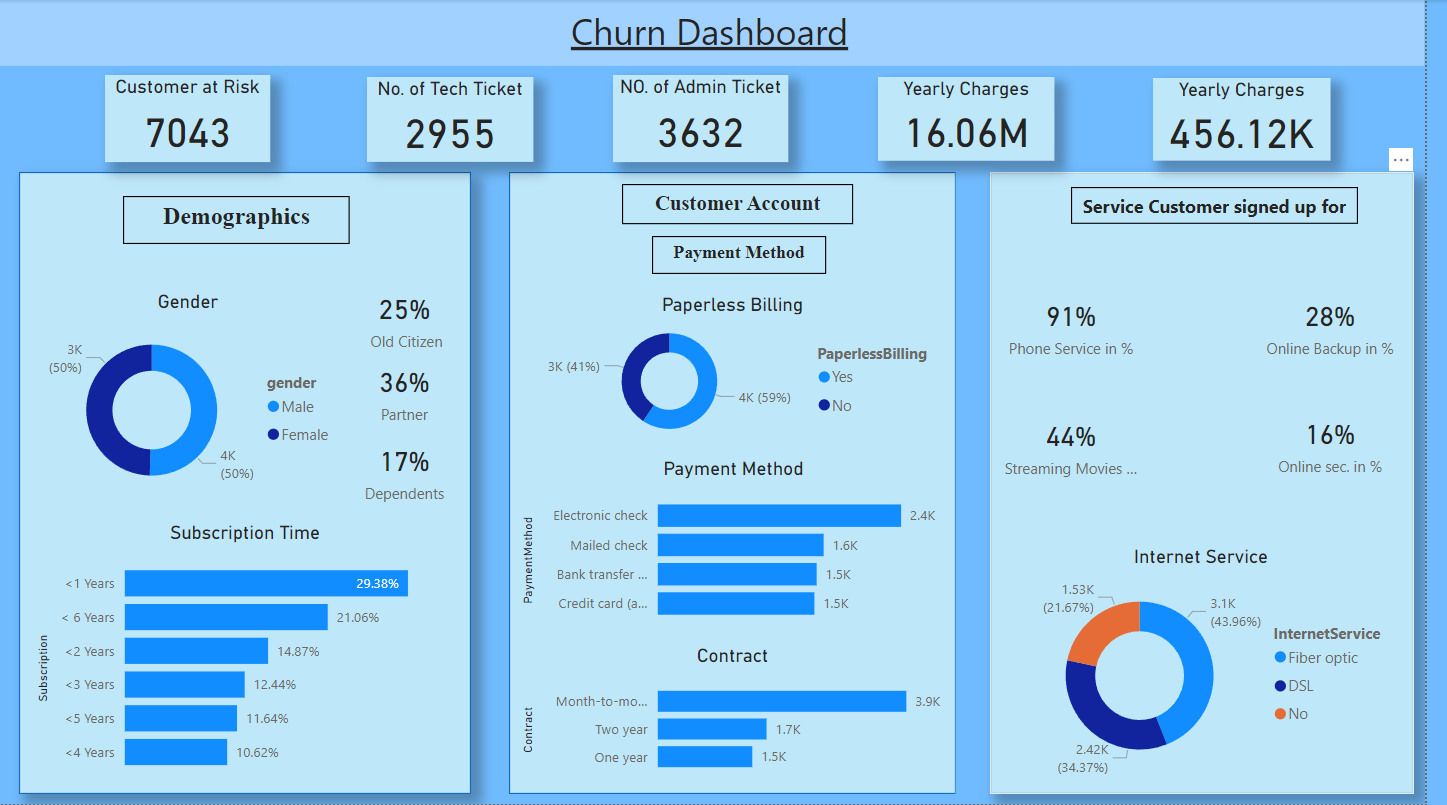 Churn Dashboard
Customer at Risk
7043
No. of Tech Ticket
2955
NO. of Admin Ticket
3632
Yearly Charges
16.06M
Yearly Charges
456.12K
...
Demographics
Gender
3K
(50%)
4K
(50%)
gender
Male
Female
25%
Old Citizen
36%
Partner
17%
Dependents
Subscription Time
Subscription
<1 Years
29.38%
< 6 Years
21.06%
<2 Years
14.87%
<3 Years
12.44%
<5 Years
11.64%
<4 Years
10.62%
Customer Account
Payment Method
Paperless Billing
3K (41%)
4K (59%)
PaperlessBilling
Yes
No
Payment Method
PaymentMethod
Electronic check
2.4K
Mailed check
1.6K
Bank transfer ...
1.5K
Credit card (a...
1.5K
Contract
Contract
Month-to-mo...
3.9K
Two year
1.7K
One year
1.5K
Service Customer signed up for
91%
Phone Service in %
28%
Online Backup in %
44%
Streaming Movies ...
16%
Online sec. in %
Internet Service
1.53K
(21.67%)
3.1K
(43.96%)
2.42K
(34.37%)
InternetService
Fiber optic
DSL
No